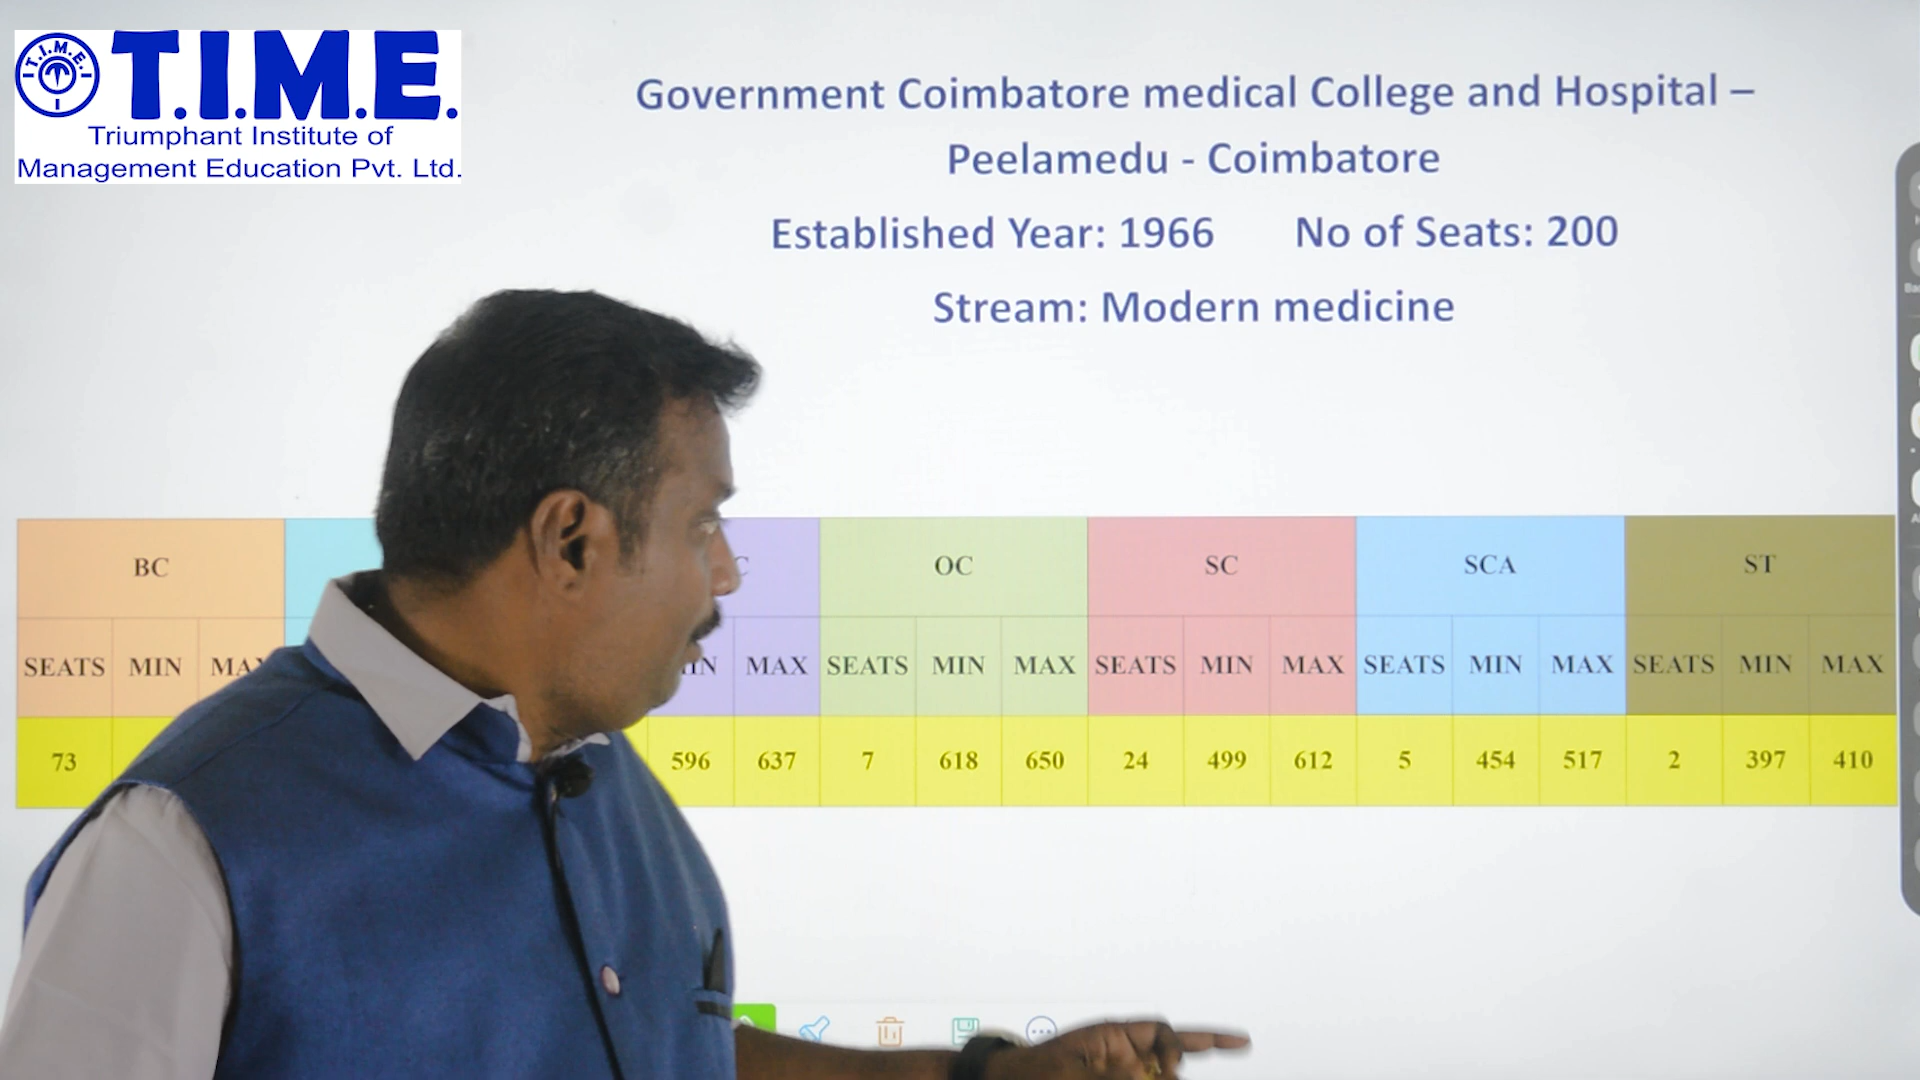 T.I.M.E.
T.I.M.E.
Triumphant Institute of
Management Education Pvt. Ltd.
Government Coimbatore medical College and Hospital –
Peelamedu - Coimbatore
Established Year: 1966 No of Seats: 200
Stream: Modern medicine
BC OC SC SCA ST
SEATS MIN MAX SEATS MIN MAX SEATS MIN MAX SEATS MIN MAX SEATS MIN MAX
73 596 637 7 618 650 24 499 612 5 454 517 2 397 410